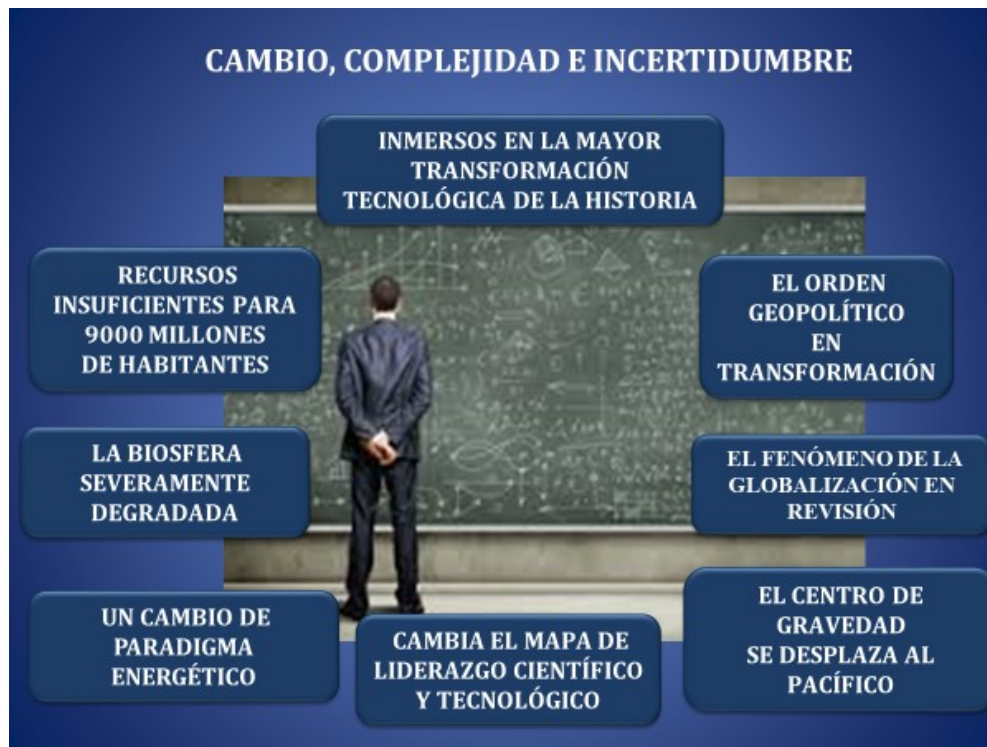 CAMBIO, COMPLEJIDAD E INCERTIDUMBRE
INMERSOS EN LA MAYOR
TRANSFORMACIÓN
TECNOLÓGICA DE LA HISTORIA
RECURSOS
INSUFICIENTES PARA
9000 MILLONES
DE HABITANTES
EL ORDEN
GEOPOLÍTICO
EN
TRANSFORMACIÓN
LA BIOSFERA
SEVERAMENTE
DEGRADADA
EL FENÓMENO DE LA
GLOBALIZACIÓN EN
REVISIÓN
UN CAMBIO DE
PARADIGMA
ENERGÉTICO
CAMBIA EL MAPA DE
LIDERAZGO CIENTÍFICO
Y TECNOLÓGICO
EL CENTRO DE
GRAVEDAD
SE DESPLAZA AL
PACÍFICO